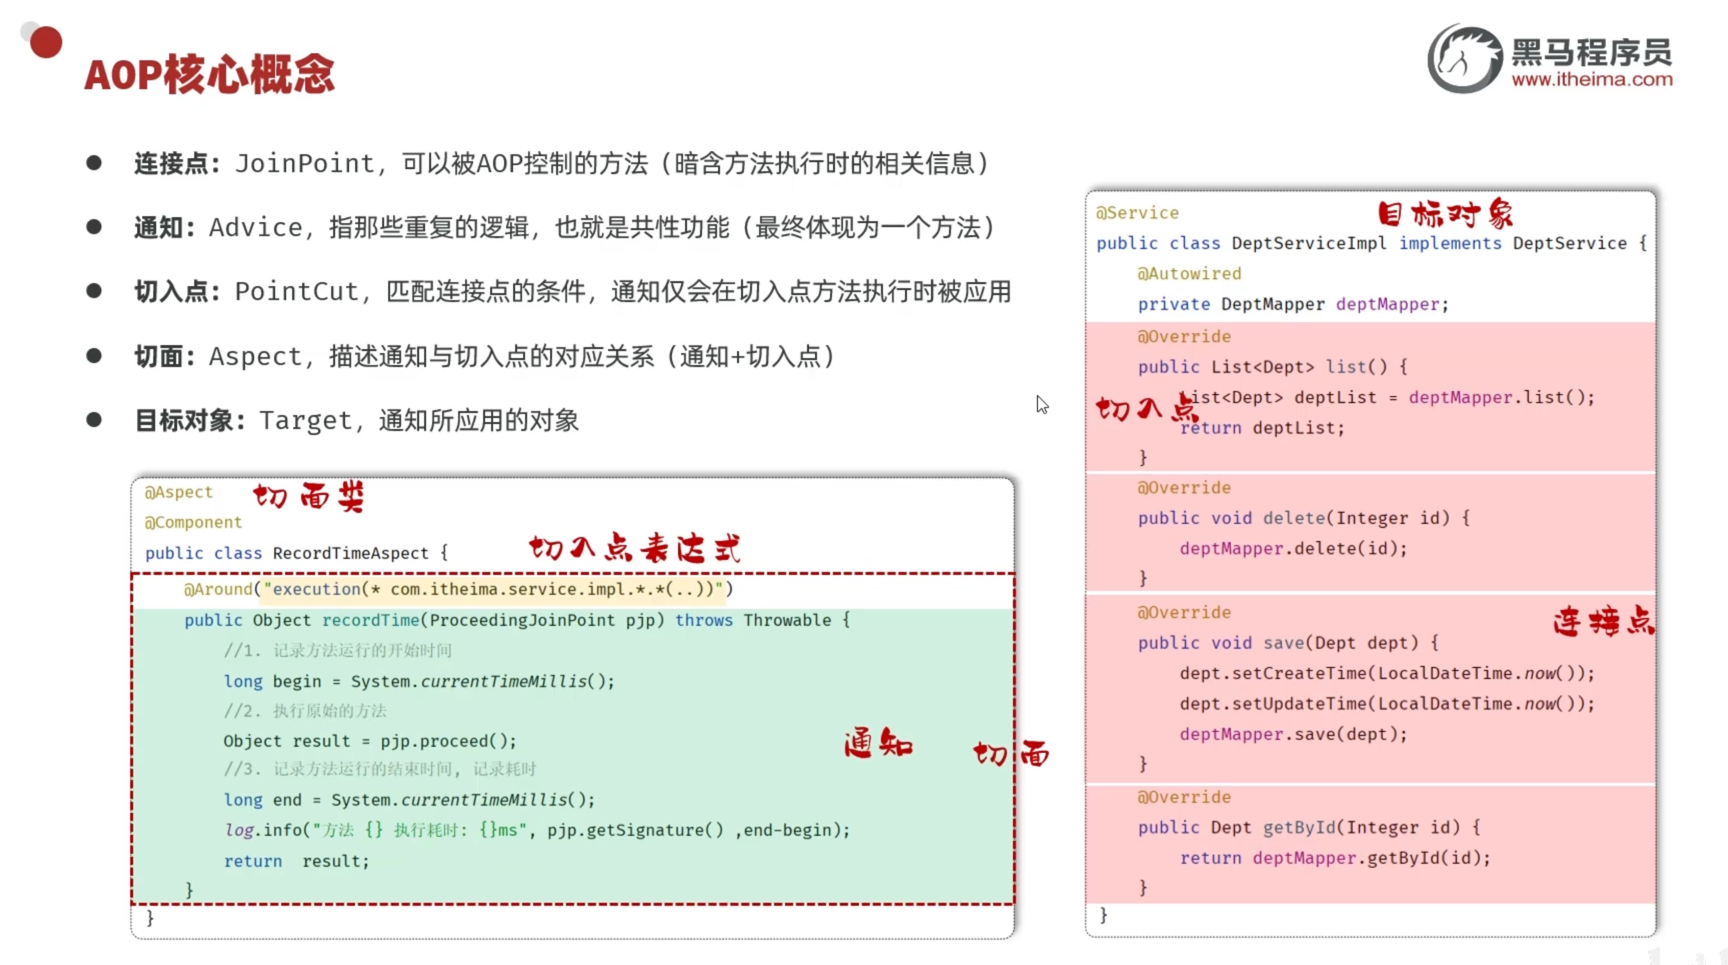 AOP核心概念
黑马程序员
www.itheima.com
连接点：JoinPoint，可以被AOP控制的方法（暗含方法执行时的相关信息）
通知：Advice，指那些重复的逻辑，也就是共性功能（最终体现为一个方法）
切入点：PointCut，匹配连接点的条件，通知仅会在切入点方法执行时被应用
切面：Aspect，描述通知与切入点的对应关系（通知+切入点）
目标对象：Target，通知所应用的对象
@Aspect
切面类
@Component
public class RecordTimeAspect {
切入点表达式
@Around("execution(* com.itheima.service.impl.*.*(..))")
public Object recordTime(ProceedingJoinPoint pjp) throws Throwable {
//1. 记录方法运行的开始时间
long begin = System.currentTimeMillis();
//2. 执行原始的方法
Object result = pjp.proceed();
通知
切面
//3. 记录方法运行的结束时间, 记录耗时
long end = System.currentTimeMillis();
log.info("方法 {} 执行耗时: {}ms", pjp.getSignature() ,end-begin);
return result;
}
}
@Service
目标对象
public class DeptServiceImpl implements DeptService {
@Autowired
private DeptMapper deptMapper;
@Override
public List<Dept> list() {
List<Dept> deptList = deptMapper.list();
切入点
return deptList;
}
@Override
public void delete(Integer id) {
deptMapper.delete(id);
}
@Override
连接点
public void save(Dept dept) {
dept.setCreateTime(LocalDateTime.now());
dept.setUpdateTime(LocalDateTime.now());
deptMapper.save(dept);
}
@Override
public Dept getById(Integer id) {
return deptMapper.getById(id);
}
}